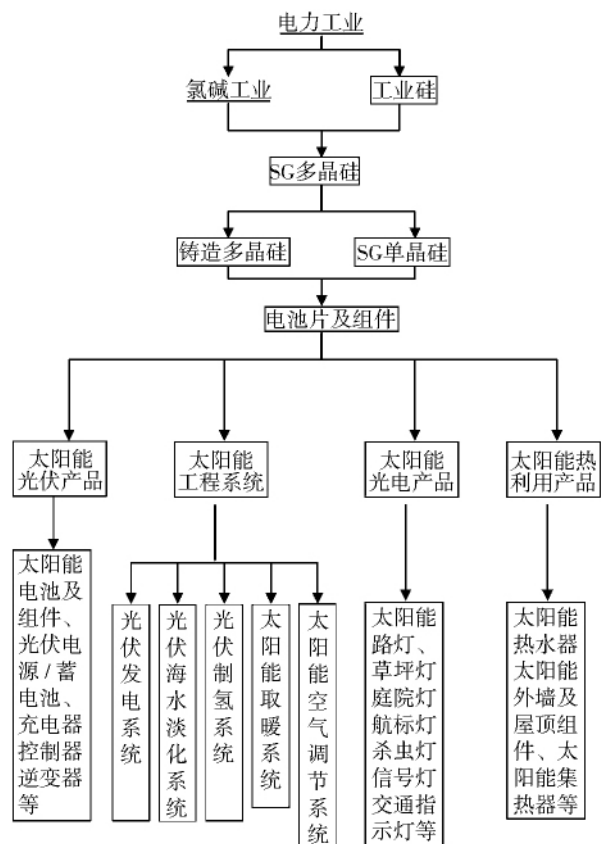 电力工业
氯碱工业
工业硅
SG多晶硅
铸造多晶硅
SG单晶硅
电池片及组件
太阳能
光伏产品
太阳能
工程系统
太阳能
光电产品
太阳能热
利用产品
太阳能
电池及
组件、
光伏电
源/蓄
电池、
充电器
控制器
逆变器
等
光伏发电系统
光伏海水淡化系统
光伏制氢系统
太阳能取暖系统
太阳能空气调节系统
太阳能
路灯、
草坪灯
庭院灯
航标灯
杀虫灯
信号灯
交通指
示灯等
太阳能
热水器
太阳能
外墙及
屋顶组
件、太
阳能集
热器等